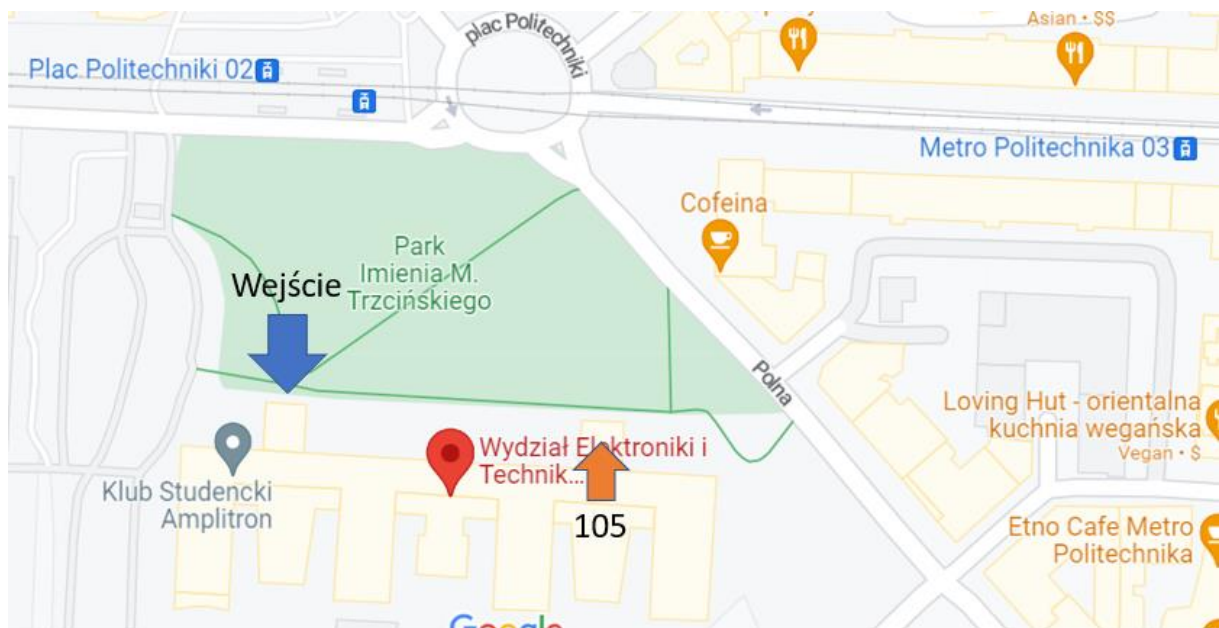 Asian • $$
plac Politechniki
Plac Politechniki 02
Metro Politechnika 03
Cofeina
Park
Imienia M.
Trzcińskiego
Wejście
Polna
Loving Hut - orientalna
kuchnia wegańska
Vegan • $
Wydział Elektroniki i
Technik...
Klub Studencki
Amplitron
105
Etno Cafe Metro
Politechnika
Google